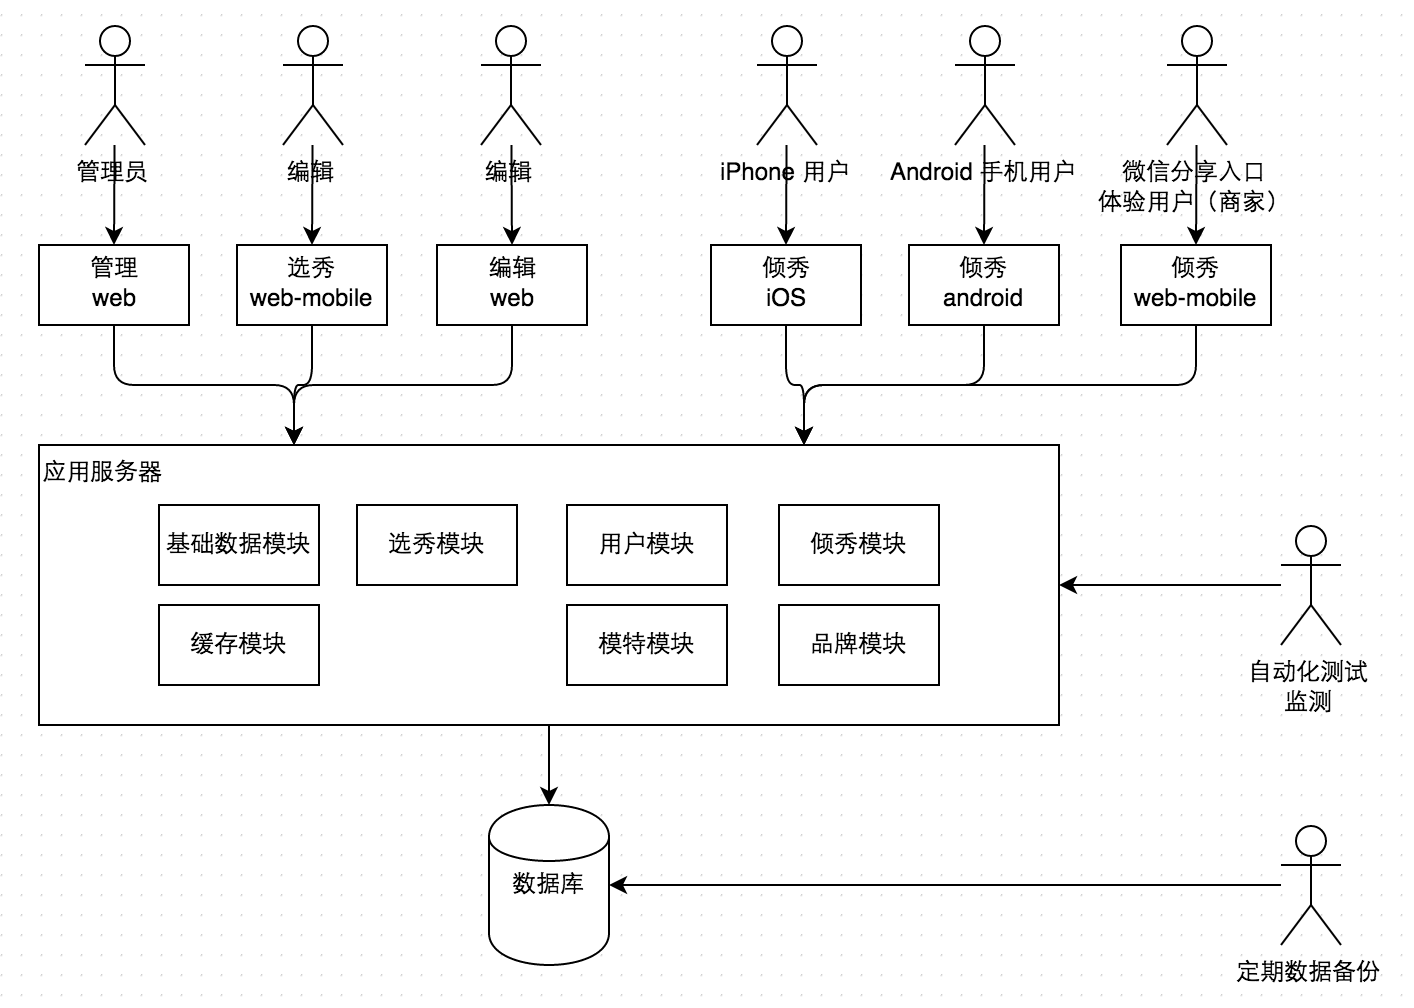 管理员
编辑
编辑
iPhone 用户
Android 手机用户
微信分享入口
体验用户（商家）
管理
web
选秀
web-mobile
编辑
web
倾秀
iOS
倾秀
android
倾秀
web-mobile
应用服务器
基础数据模块
选秀模块
用户模块
倾秀模块
缓存模块
模特模块
品牌模块
自动化测试
监测
数据库
定期数据备份